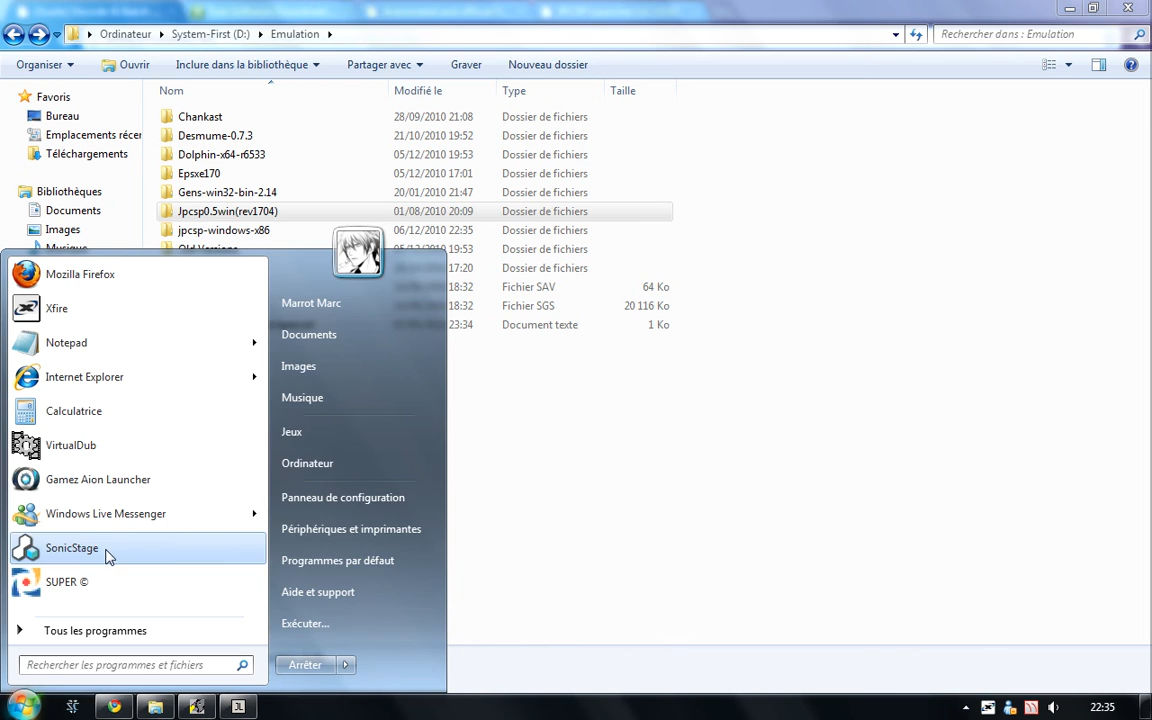 Ordinateur System-First (D:) Emulation
Rechercher dans : Emulation
Organiser Ouvrir Inclure dans la bibliothèque Partager avec Graver Nouveau dossier
Nom Modifié le Type Taille
Favoris
Bureau
Emplacements récer
Téléchargements
Bibliothèques
Documents
Images
Musique
Chankast 28/09/2010 21:08 Dossier de fichiers
Desmume-0.7.3 21/10/2010 19:52 Dossier de fichiers
Dolphin-x64-r6533 05/12/2010 19:53 Dossier de fichiers
Epsxe170 05/12/2010 17:01 Dossier de fichiers
Gens-win32-bin-2.14 20/01/2010 21:47 Dossier de fichiers
Jpcsp0.5win(rev1704) 01/08/2010 20:09 Dossier de fichiers
jpcsp-windows-x86 06/12/2010 22:35 Dossier de fichiers
Old Versions 19:53 Dossier de fichiers
17:20 Dossier de fichiers
18:32 Fichier SAV 64 Ko
18:32 Fichier SGS 20 116 Ko
23:34 Document texte 1 Ko
Mozilla Firefox
Xfire
Notepad
Internet Explorer
Calculatrice
VirtualDub
Gamez Aion Launcher
Windows Live Messenger
SonicStage
SUPER ©
Tous les programmes
Rechercher les programmes et fichiers
Marrot Marc
Documents
Images
Musique
Jeux
Ordinateur
Panneau de configuration
Périphériques et imprimantes
Programmes par défaut
Aide et support
Exécuter...
Arrêter
JL
22:35